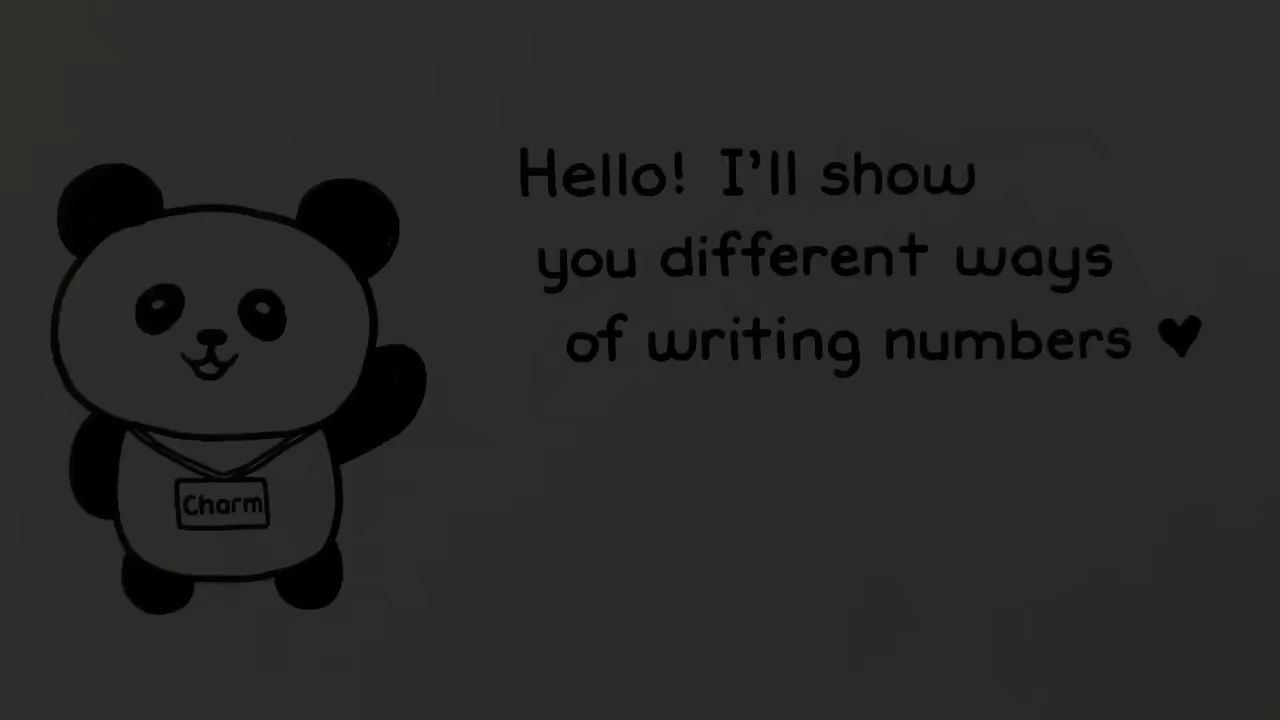 Hello! I'll show
you different ways
of writing numbers ♥
Charm